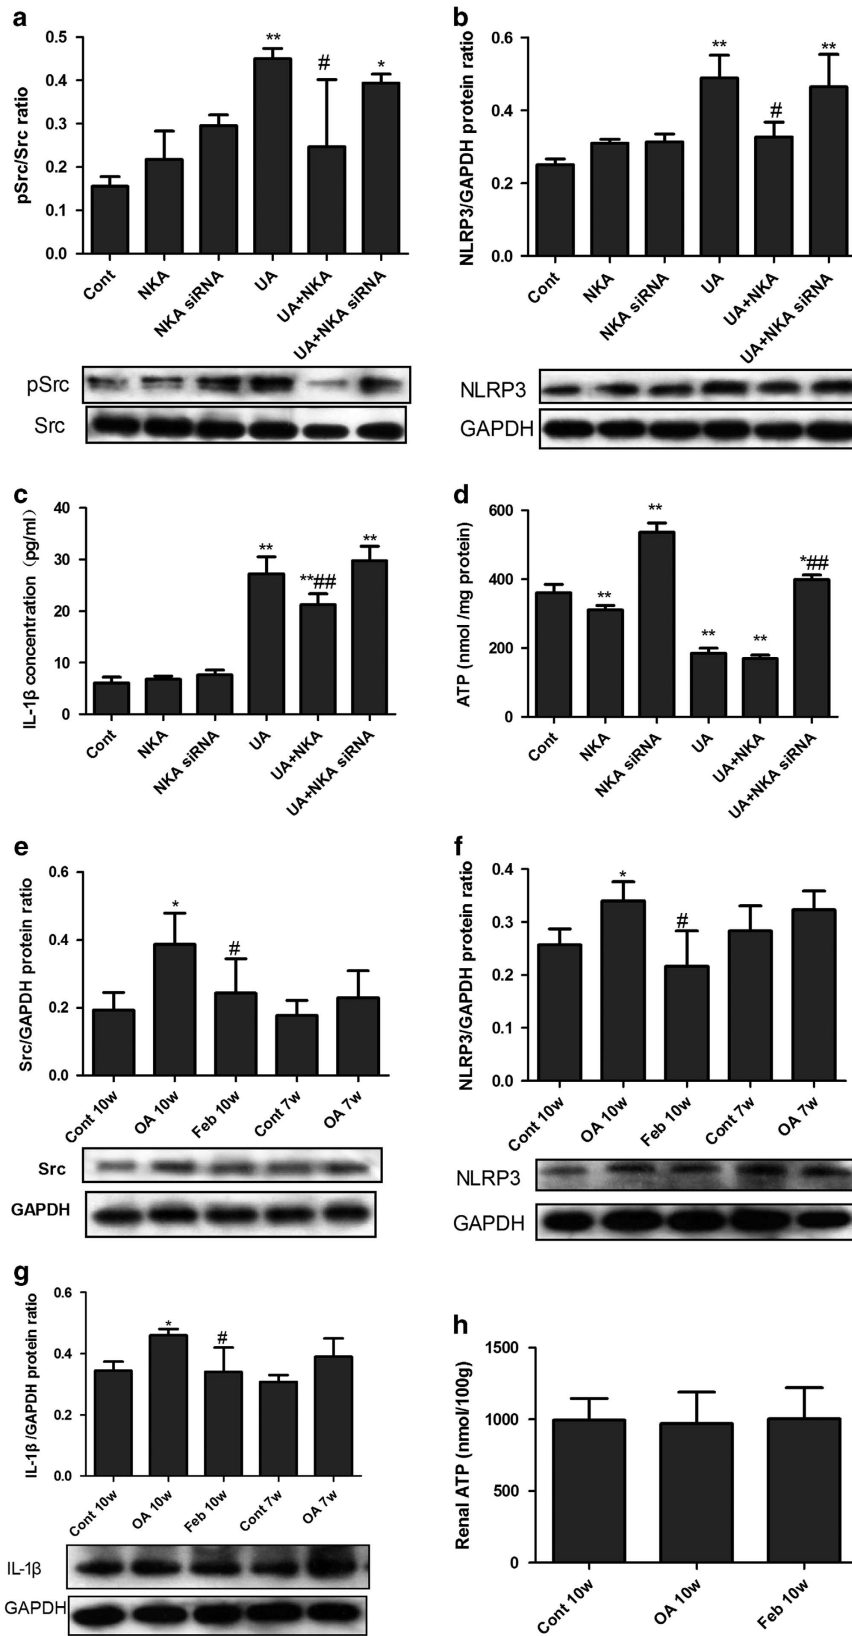 a
pSrc/Src ratio
0.5
0.4
0.3
0.2
0.1
0.0
** # *
Cont NKA NKA siRNA UA UA+NKA UA+NKA siRNA
pSrc
Src
b
NLRP3/GAPDH protein ratio
0.6
0.4
0.2
0.0
** # **
Cont NKA NKA siRNA UA UA+NKA UA+NKA siRNA
NLRP3
GAPDH
c
IL-1β concentration (pg/ml)
40
30
20
10
0
** **## **
Cont NKA NKA siRNA UA UA+NKA UA+NKA siRNA
d
ATP (nmol /mg protein)
600
400
200
0
** ** ** ** *##
Cont NKA NKA siRNA UA UA+NKA UA+NKA siRNA
e
Src/GAPDH protein ratio
0.6
0.4
0.2
0.0
* #
Cont 10w OA 10w Feb 10w Cont 7w OA 7w
Src
GAPDH
f
NLRP3/GAPDH protein ratio
0.4
0.3
0.2
0.1
0.0
* #
Cont 10w OA 10w Feb 10w Cont 7w OA 7w
NLRP3
GAPDH
g
IL-1β /GAPDH protein ratio
0.6
0.4
0.2
0.0
* #
Cont 10w OA 10w Feb 10w Cont 7w OA 7w
IL-1β
GAPDH
h
Renal ATP (nmol/100g)
1500
1000
500
0
Cont 10w OA 10w Feb 10w